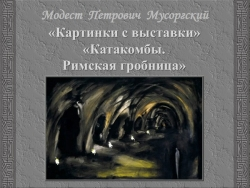 Модест Петрович Мусоргский
«Картинки с выставки»
«Катакомбы.
Римская гробница»